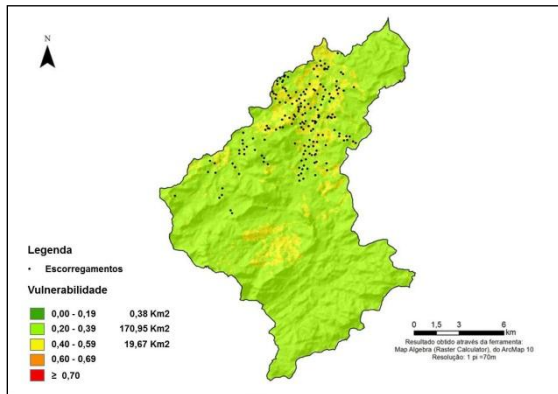 N
Legenda
Escorregamentos
Vulnerabilidade
0,00 - 0,19 0,38 Km2
0,20 - 0,39 170,95 Km2
0,40 - 0,59 19,67 Km2
0,60 - 0,69
≥ 0,70
0 1,5 3 6
km
Resultado obtido através da ferramenta:
Map Algebra (Raster Calculator), do ArcMap 10
Resolução: 1 pi =70m